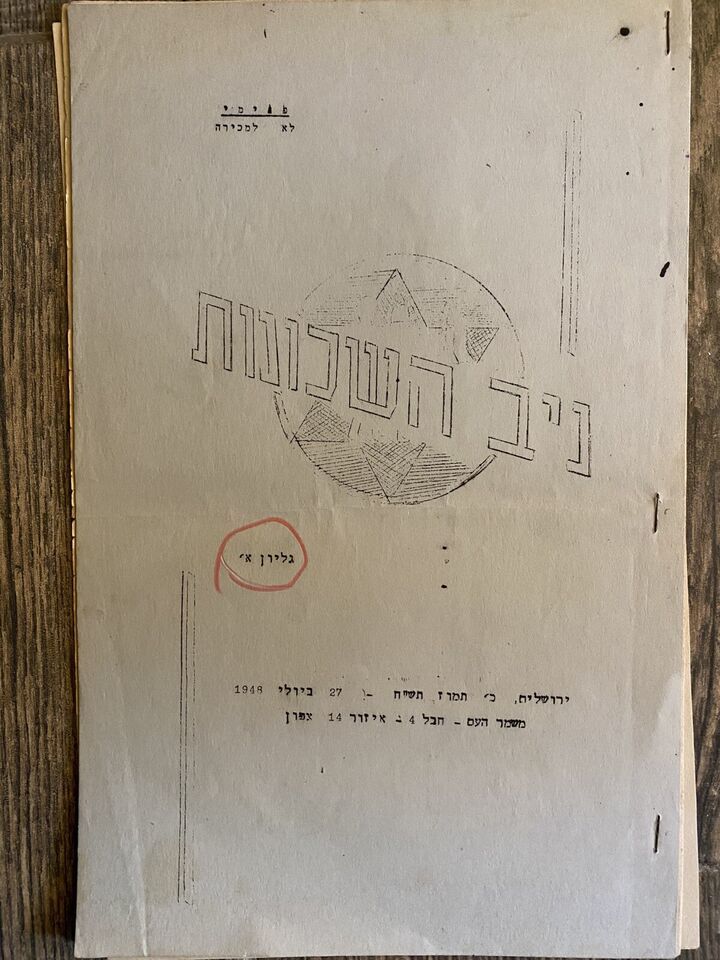 פנימי
לא למכירה
ניב השכונות
גליון א׳
ירושלים, כ׳ תמוז תש״ח - 27 ביולי 1948
משמר העם - חבל 4 - איזור 14 צפון